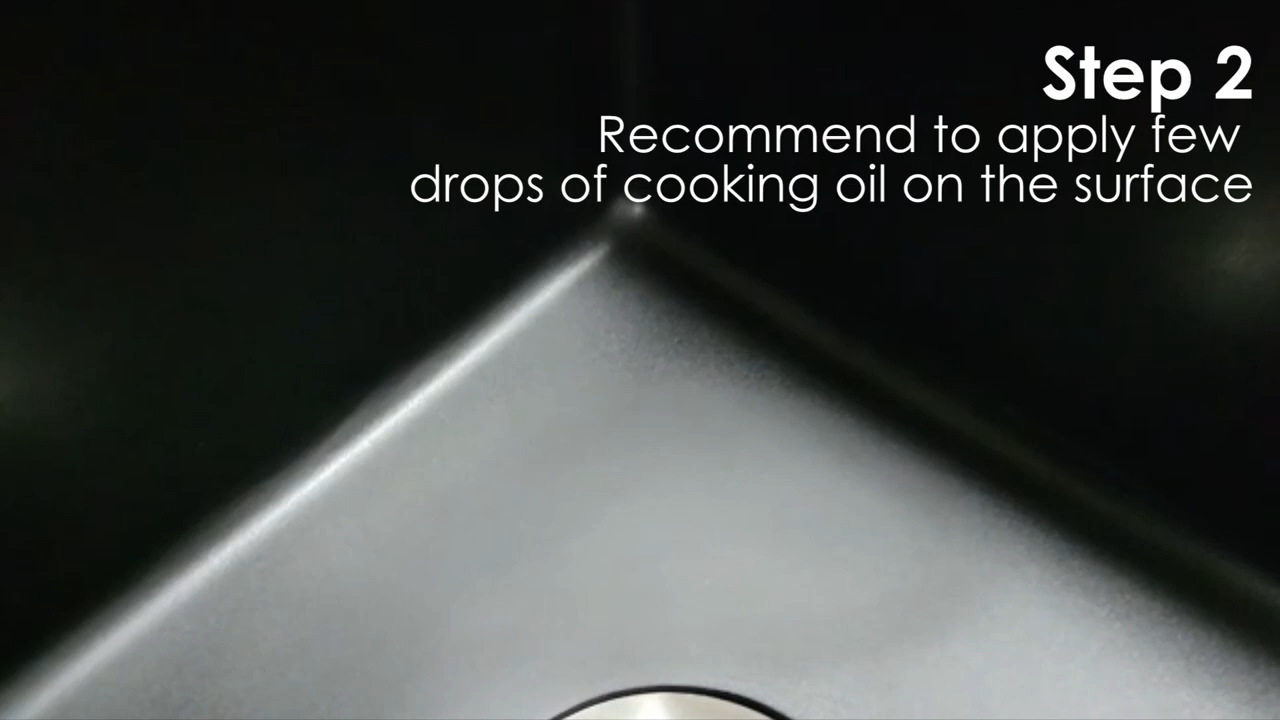 Step 2
Recommend to apply few
drops of cooking oil on the surface